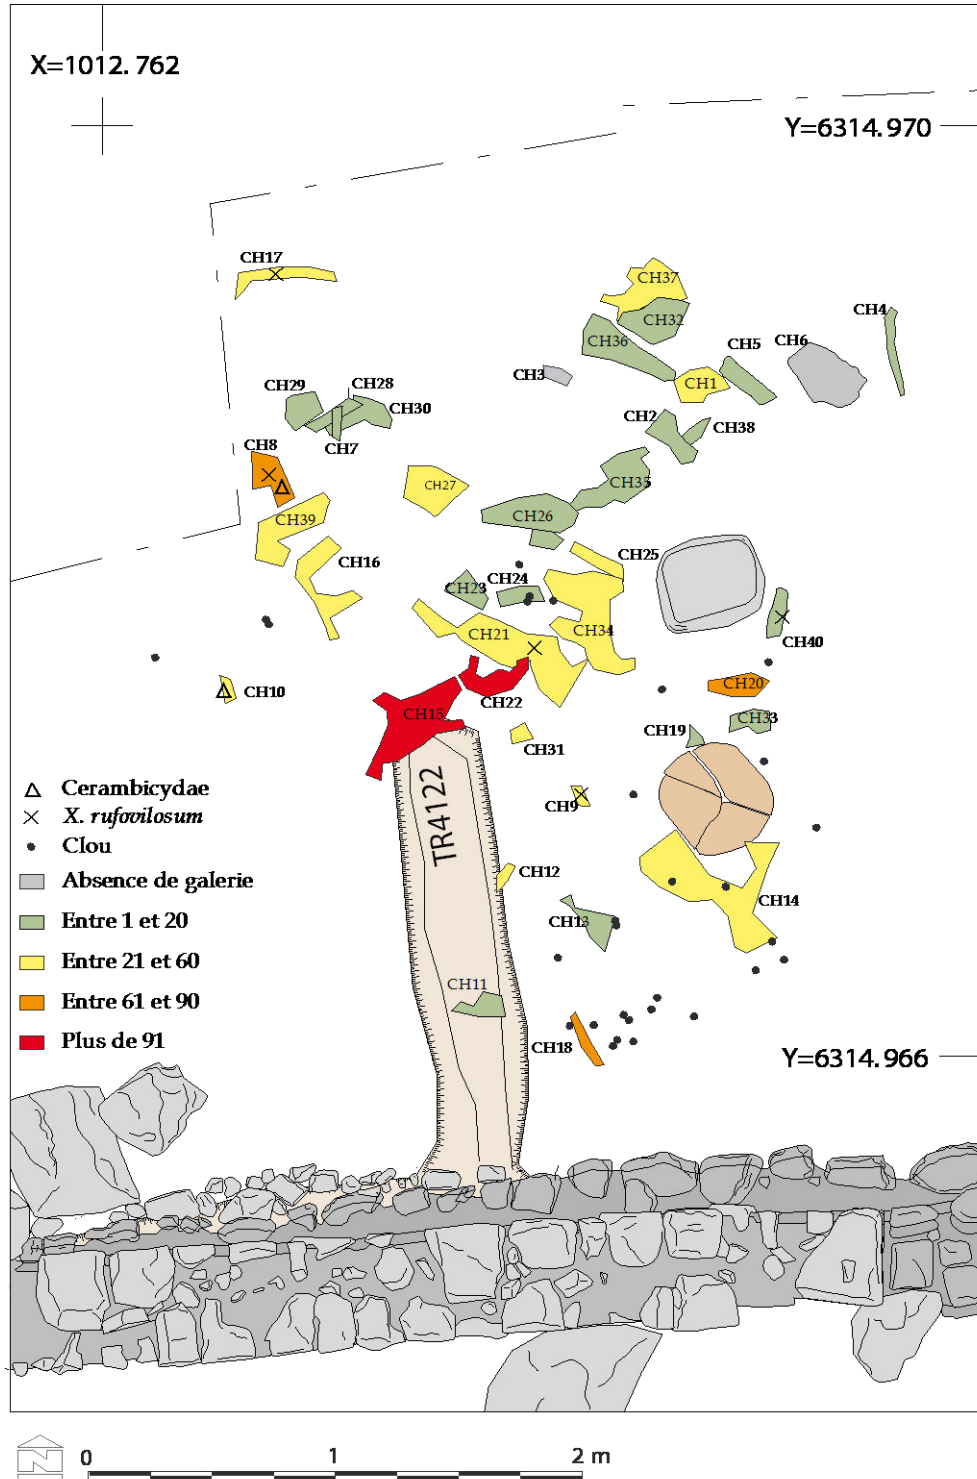 X=1012. 762
Y=6314. 970
CH17
CH37
CH32
CH4
CH36
CH5
CH6
CH3
CH1
CH29
CH28
CH30
CH2
CH38
CH7
CH8
CH27
CH35
CH39
CH26
CH16
CH25
CH23
CH24
CH21
CH34
CH40
CH10
CH22
CH20
CH15
CH33
CH19
CH31
TR4122
CH9
CH12
CH14
CH13
CH11
CH18
Cerambicydae
X. rufovilosum
Clou
Absence de galerie
Entre 1 et 20
Entre 21 et 60
Entre 61 et 90
Plus de 91
Y=6314. 966
N
0 1 2 m